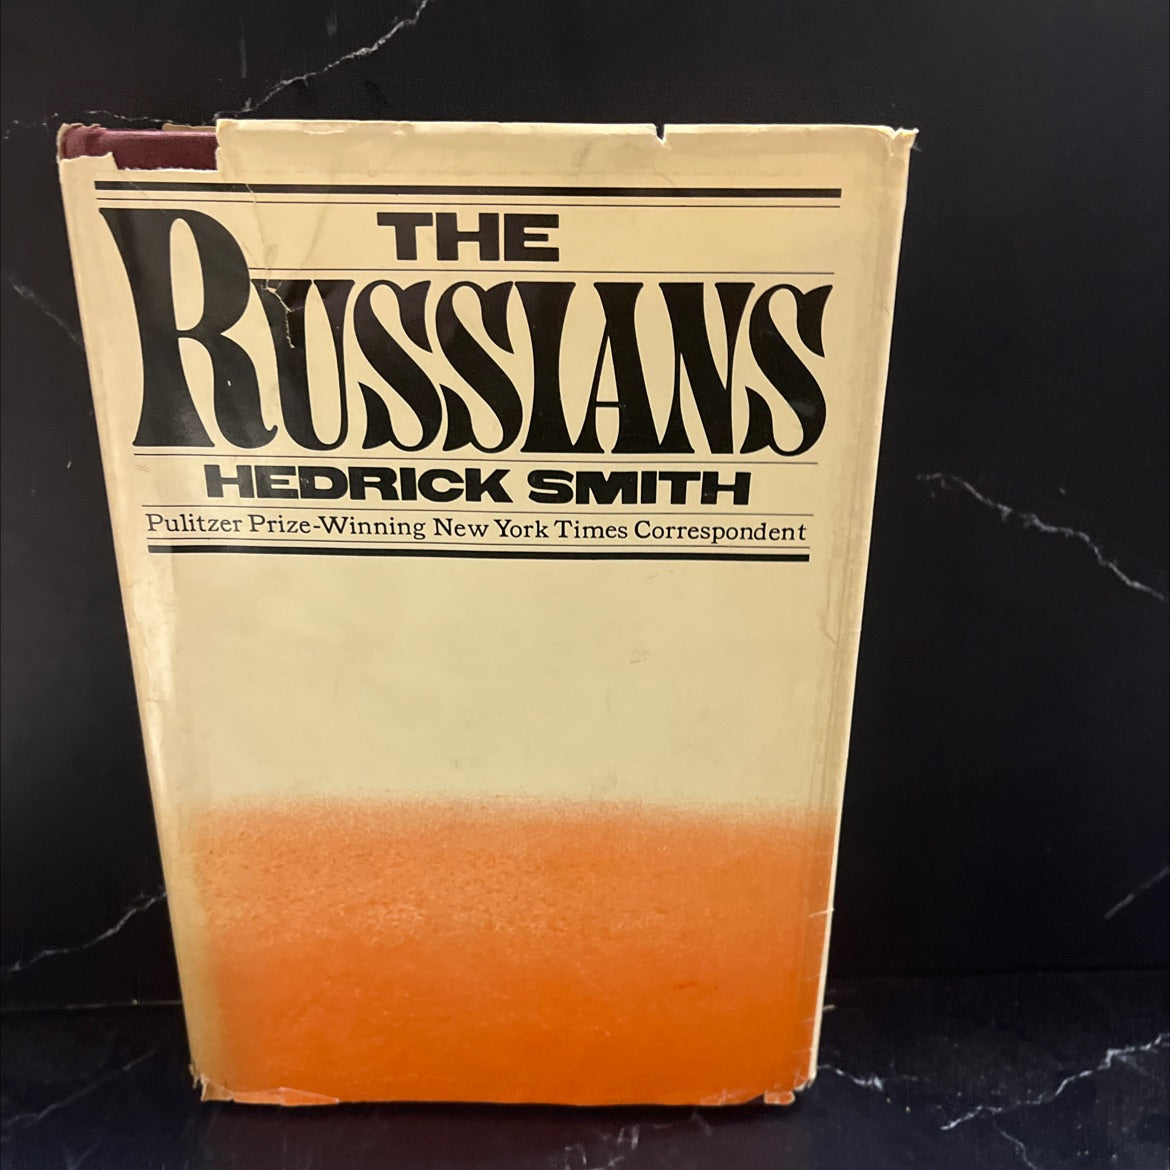 THE
RUSSIANS
HEDRICK SMITH
Pulitzer Prize-Winning New York Times Correspondent